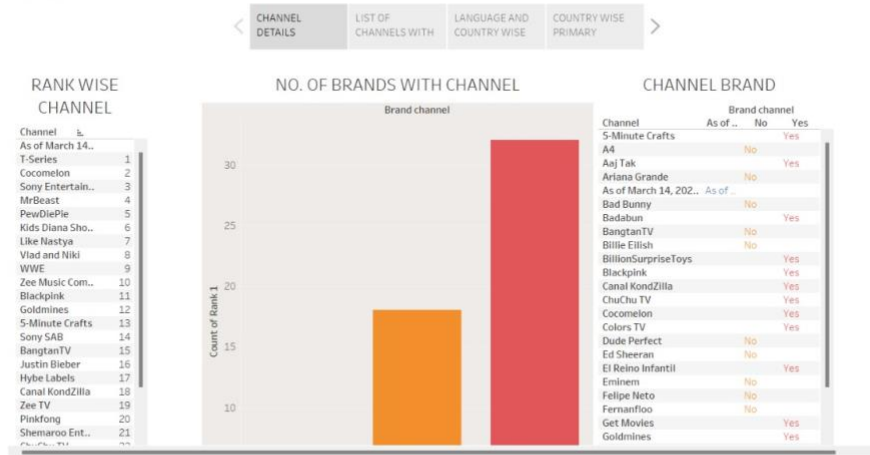 CHANNEL DETAILS
LIST OF CHANNELS WITH
LANGUAGE AND COUNTRY WISE
COUNTRY WISE PRIMARY
RANK WISE
CHANNEL
Channel
As of March 14..
T-Series 1
Cocomelon 2
Sony Entertain.. 3
MrBeast 4
PewDiePie 5
Kids Diana Sho.. 6
Like Nastya 7
Vlad and Niki 8
WWE 9
Zee Music Com.. 10
Blackpink 11
Goldmines 12
5-Minute Crafts 13
Sony SAB 14
BangtanTV 15
Justin Bieber 16
Hybe Labels 17
Canal KondZilla 18
Zee TV 19
Pinkfong 20
Shemaroo Ent.. 21
NO. OF BRANDS WITH CHANNEL
Brand channel
Count of Rank 1
30
25
20
15
10
CHANNEL BRAND
Brand channel
Channel As of .. No Yes
5-Minute Crafts Yes
A4 No
Aaj Tak Yes
Ariana Grande No
As of March 14, 202.. As of ..
Bad Bunny No
Badabun Yes
BangtanTV No
Billie Eilish No
BillionSurpriseToys Yes
Blackpink Yes
Canal KondZilla Yes
ChuChu TV Yes
Cocomelon Yes
Colors TV Yes
Dude Perfect No
Ed Sheeran No
El Reino Infantil Yes
Eminem No
Felipe Neto No
Fernanfloo No
Get Movies Yes
Goldmines Yes